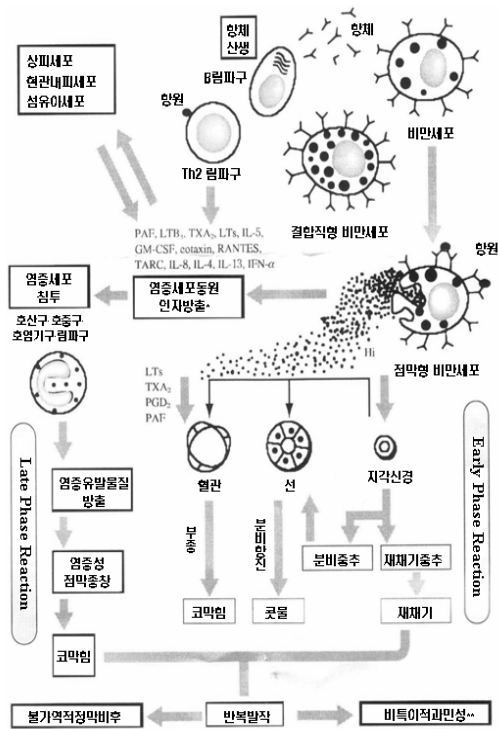 항체
산생
항체
상피세포
현관내피세포
섬유아세포
B림파구
항원
비만세포
Th2 림파구
결합직형 비만세포
PAF, LTB₄, TXA₂, LTs, IL-5,
GM-CSF, eotaxin, RANTES,
TARC, IL-8, IL-4, IL-13, IFN-α
항원
염증세포
침투
염증세포동원
인자방출*
호산구·호중구·
호염기구·림파구
Hi
점막형 비만세포
LTs
TXA₂
PGD₂
PAF
Late Phase Reaction
Early Phase Reaction
혈관
선
지각신경
염증유발물질
방출
부종
분비항진
분비중추
재채기중추
염증성
점막종창
코막힘
콧물
재채기
코막힘
불가역적정막비후
반복발작
비특이적과민성**